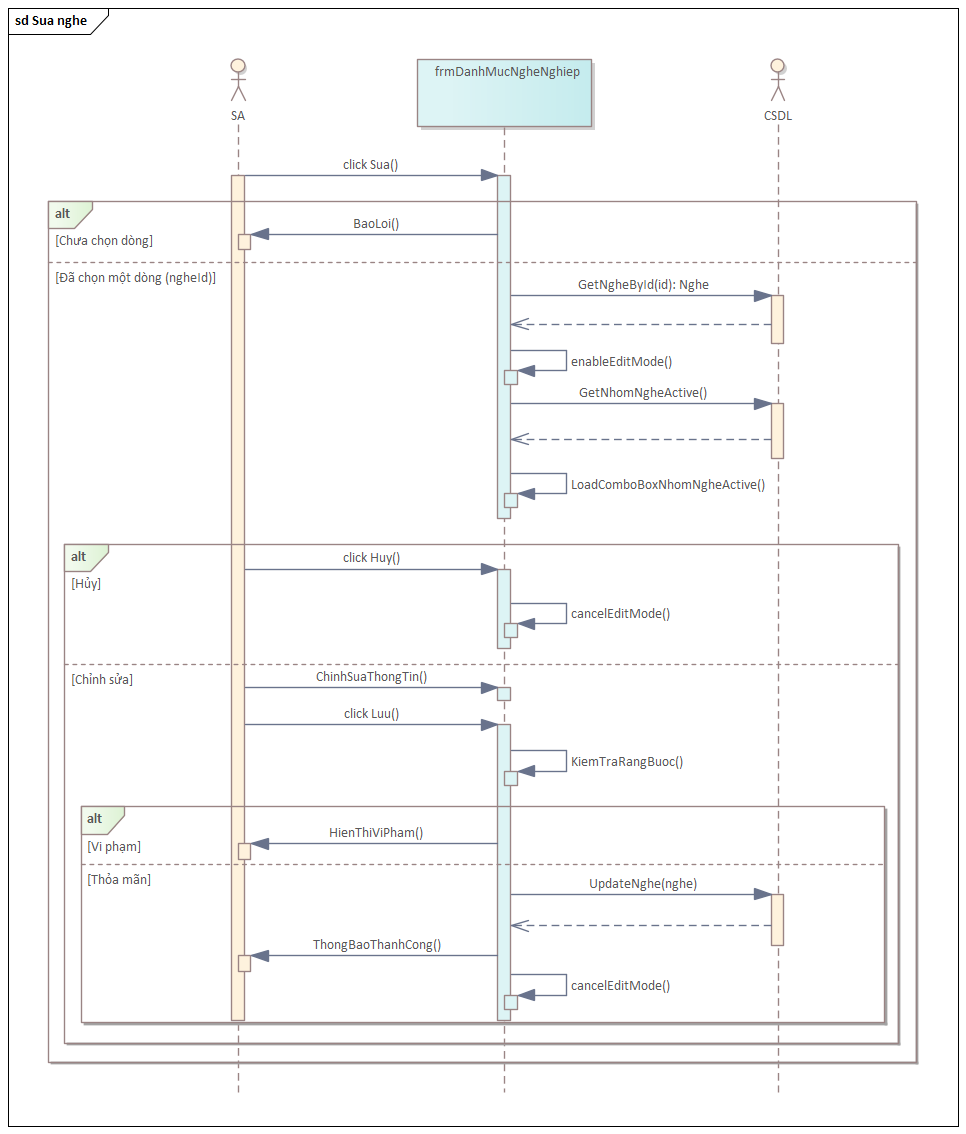 sd Sua nghe
SA
frmDanhMucNgheNghiep
CSDL
click Sua()
alt
BaoLoi()
[Chưa chọn dòng]
[Đã chọn một dòng (ngheId)]
GetNgheById(id): Nghe
enableEditMode()
GetNhomNgheActive()
LoadComboBoxNhomNgheActive()
alt
click Huy()
[Hủy]
cancelEditMode()
[Chỉnh sửa]
ChinhSuaThongTin()
click Luu()
KiemTraRangBuoc()
alt
HienThiViPham()
[Vi phạm]
[Thỏa mãn]
UpdateNghe(nghe)
ThongBaoThanhCong()
cancelEditMode()